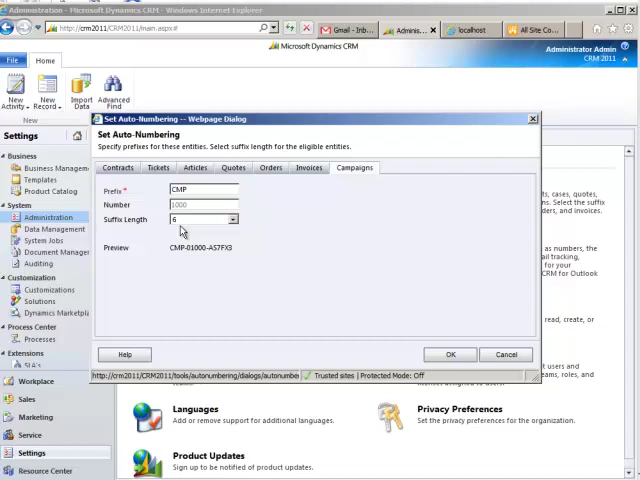 Administration - Microsoft Dynamics CRM - Windows Internet Explorer
http://crm2011/CRM2011/main.aspx#
Gmail - Inb...
Adminis...
localhost
All Site Co...
Microsoft Dynamics CRM
File
Home
Administrator Admin
CRM 2011
New Activity
New Record
Import Data
Advanced Find
New
Settings
Business
Business Managem
Templates
Product Catalog
System
Administration
Data Management
System Jobs
Document Manager
Auditing
Customization
Customizations
Solutions
Dynamics Marketpl
Process Center
Processes
Extensions
SLA's
Workplace
Sales
Marketing
Service
Settings
Resource Center
Set Auto-Numbering -- Webpage Dialog
Set Auto-Numbering
Specify prefixes for these entities. Select suffix length for the eligible entities.
Contracts
Tickets
Articles
Quotes
Orders
Invoices
Campaigns
Prefix *
CMP
Number
1000
Suffix Length
6
Preview
CMP-01000-AS7FX3
Help
OK
Cancel
http://crm2011/CRM2011/tools/autonumbering/dialogs/autonumbe
Trusted sites | Protected Mode: Off
ts, cases, quotes,
ers. Select the suffix
ders, and invoices.
as numbers, the
ail tracking,
for your
CRM for Outlook
read, create, or
ect users and
eams, roles, and
Languages
Add or remove support for additional languages.
Privacy Preferences
Set the privacy preferences for the organization.
Product Updates
Sign up to be notified of product updates.